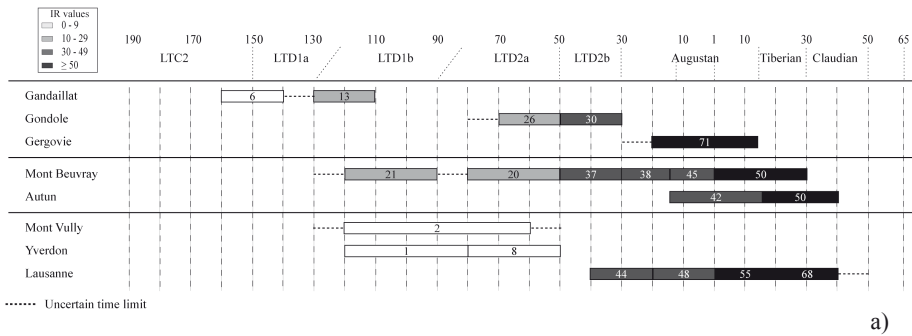 IR values
0 - 9
10 - 29
30 - 49
≥ 50
190 170 150 130 110 90 70 50 30 10 1 10 30 50 65
LTC2 LTD1a LTD1b LTD2a LTD2b Augustan Tiberian Claudian
Gandaillat 6 13
Gondole 26 30
Gergovie 71
Mont Beuvray 21 20 37 38 45 50
Autun 42 50
Mont Vully 2
Yverdon 1 8
Lausanne 44 48 55 68
Uncertain time limit
a)